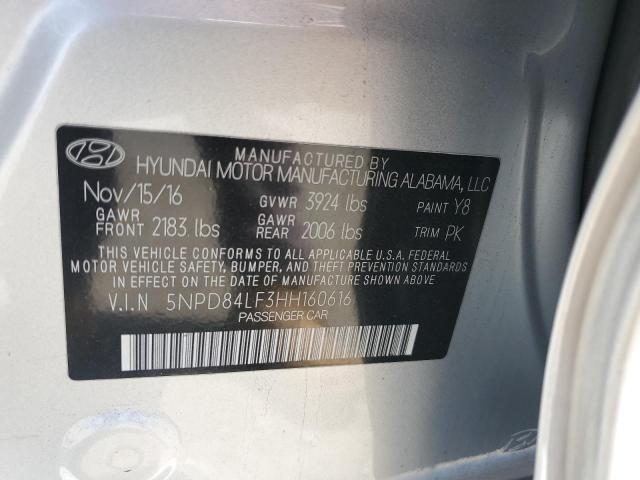 MANUFACTURED BY
HYUNDAI MOTOR MANUFACTURING ALABAMA, LLC
Nov/15/16 GVWR 3924 lbs PAINT Y8
GAWR FRONT 2183 lbs GAWR REAR 2006 lbs TRIM PK
THIS VEHICLE CONFORMS TO ALL APPLICABLE U.S.A. FEDERAL
MOTOR VEHICLE SAFETY, BUMPER, AND THEFT PREVENTION STANDARDS
IN EFFECT ON THE DATE OF MANUFACTURE SHOWN ABOVE.
V.I.N 5NPD84LF3HH160616
PASSENGER CAR